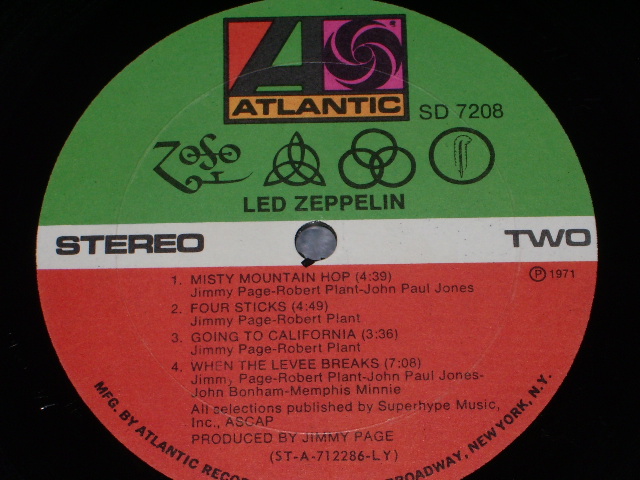 ATLANTIC
SD 7208
LED ZEPPELIN
STEREO
TWO
1. MISTY MOUNTAIN HOP (4:39)
Jimmy Page-Robert Plant-John Paul Jones
℗ 1971
2. FOUR STICKS (4:49)
Jimmy Page-Robert Plant
3. GOING TO CALIFORNIA (3:36)
Jimmy Page-Robert Plant
4. WHEN THE LEVEE BREAKS (7:08)
Jimmy Page-Robert Plant-John Paul Jones-
John Bonham-Memphis Minnie
All selections published by Superhype Music,
Inc., ASCAP
PRODUCED BY JIMMY PAGE
(ST-A-712286-LY)
MFG. BY ATLANTIC RECOR BROADWAY, NEW YORK, N.Y.